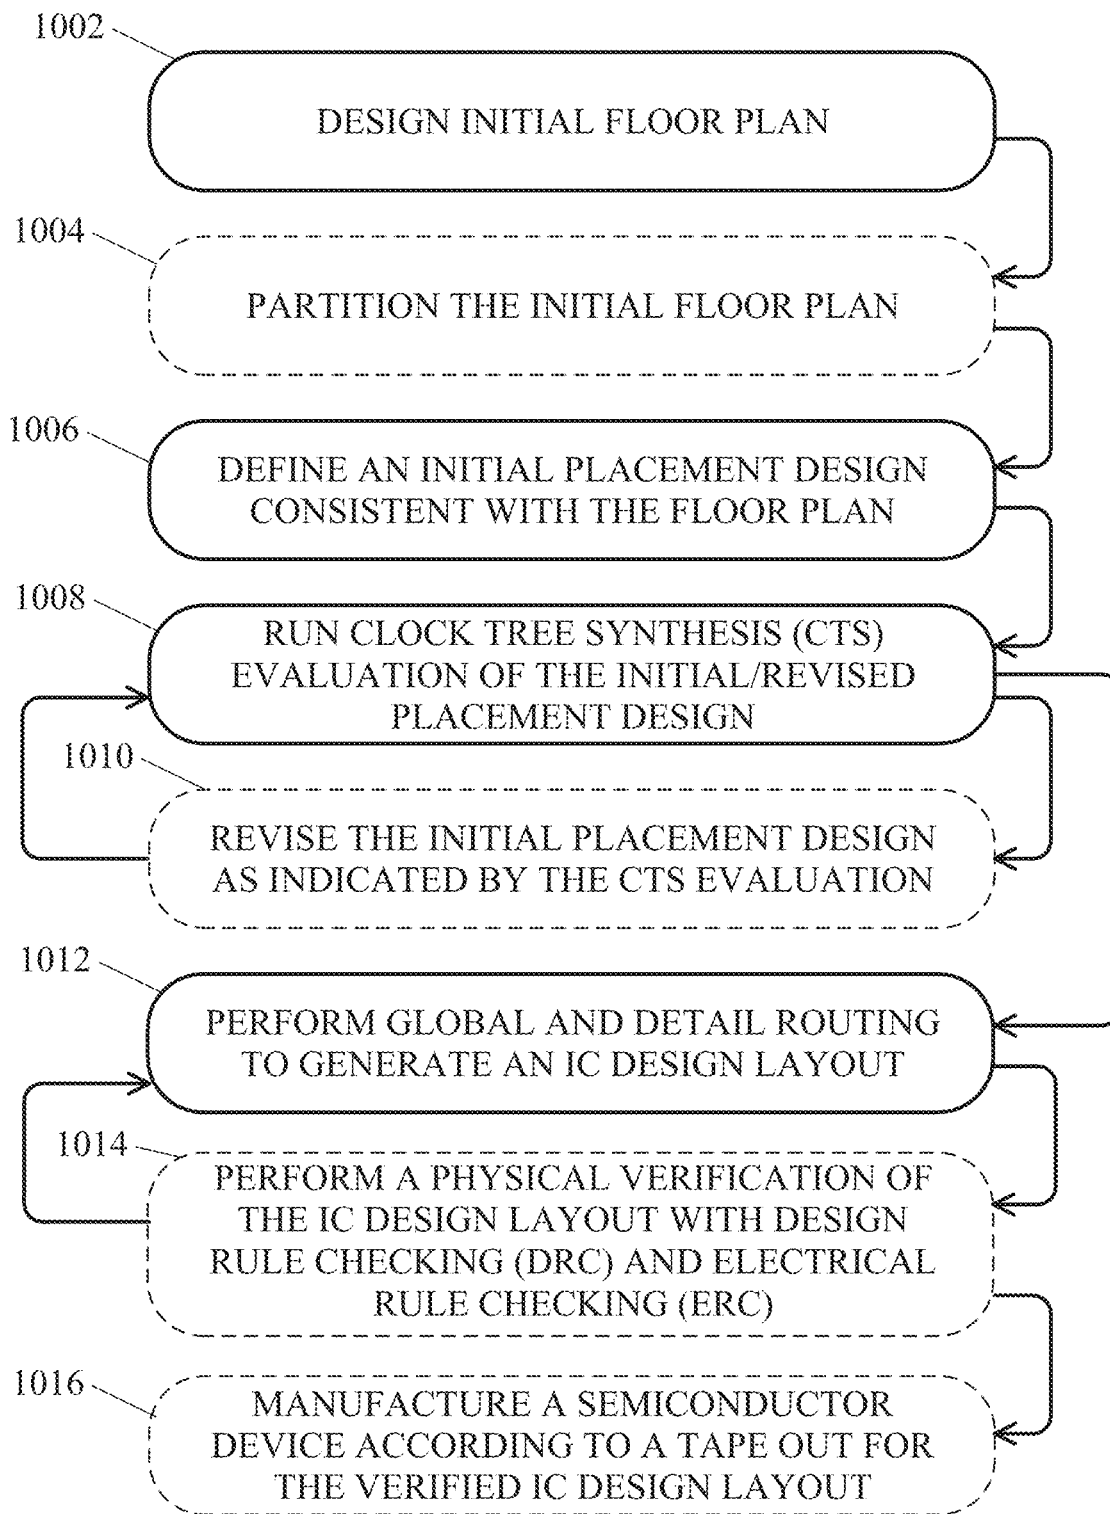 1002
DESIGN INITIAL FLOOR PLAN
1004
PARTITION THE INITIAL FLOOR PLAN
1006
DEFINE AN INITIAL PLACEMENT DESIGN
CONSISTENT WITH THE FLOOR PLAN
1008
RUN CLOCK TREE SYNTHESIS (CTS)
EVALUATION OF THE INITIAL/REVISED
PLACEMENT DESIGN
1010
REVISE THE INITIAL PLACEMENT DESIGN
AS INDICATED BY THE CTS EVALUATION
1012
PERFORM GLOBAL AND DETAIL ROUTING
TO GENERATE AN IC DESIGN LAYOUT
1014
PERFORM A PHYSICAL VERIFICATION OF
THE IC DESIGN LAYOUT WITH DESIGN
RULE CHECKING (DRC) AND ELECTRICAL
RULE CHECKING (ERC)
1016
MANUFACTURE A SEMICONDUCTOR
DEVICE ACCORDING TO A TAPE OUT FOR
THE VERIFIED IC DESIGN LAYOUT